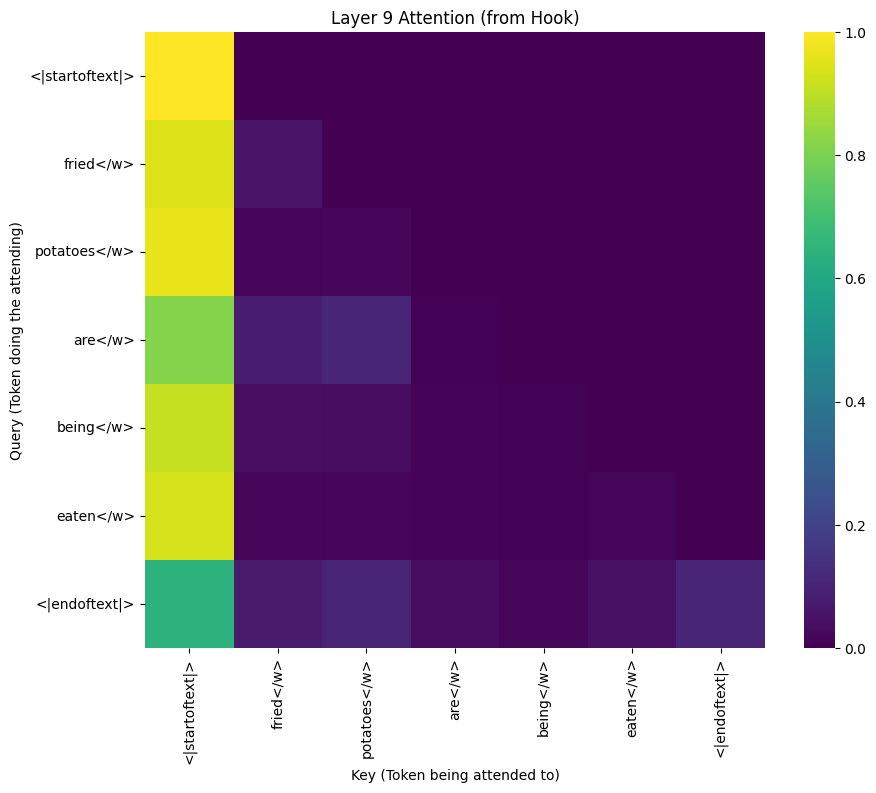 Layer 9 Attention (from Hook)
Query (Token doing the attending)
<|startoftext|>
fried</w>
potatoes</w>
are</w>
being</w>
eaten</w>
<|endoftext|>
1.0
0.8
0.6
0.4
0.2
0.0
<|startoftext|>
fried</w>
potatoes</w>
are</w>
being</w>
eaten</w>
<|endoftext|>
Key (Token being attended to)